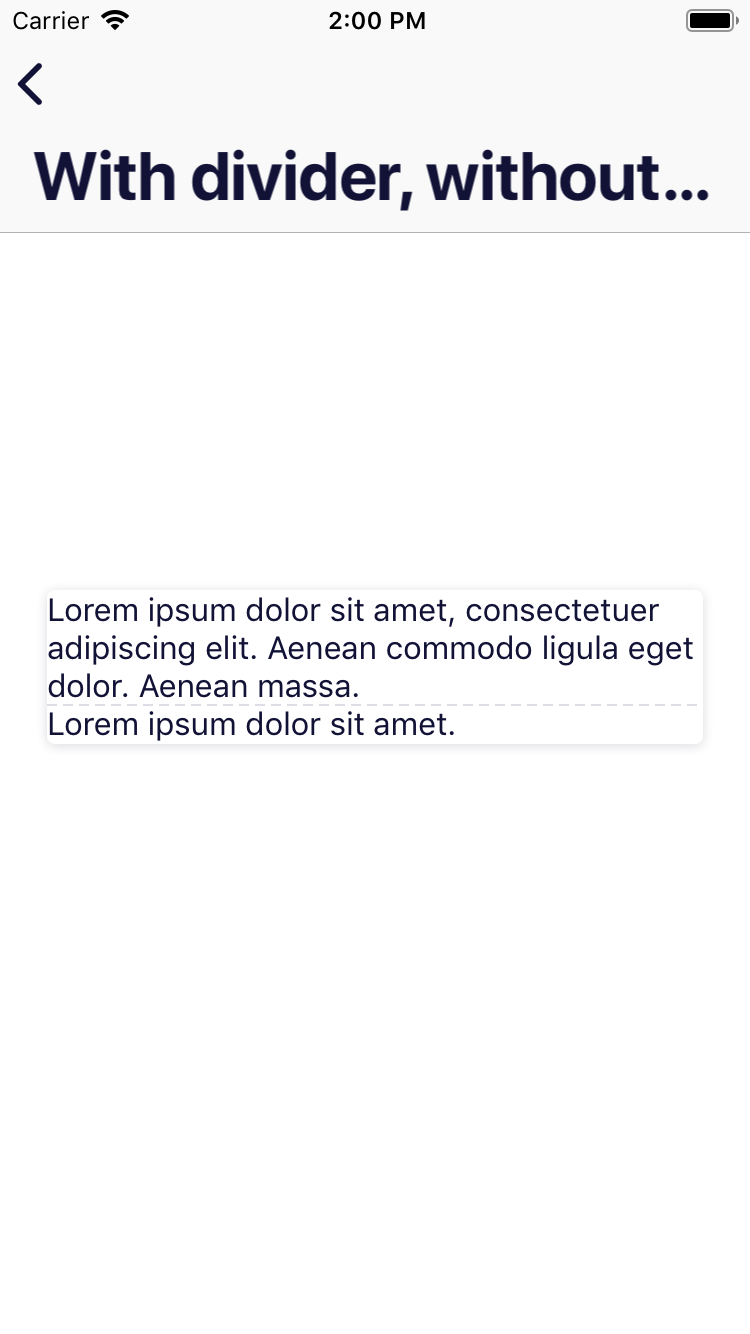 Carrier
2:00 PM
With divider, without...
Lorem ipsum dolor sit amet, consectetuer
adipiscing elit. Aenean commodo ligula eget
dolor. Aenean massa.
Lorem ipsum dolor sit amet.